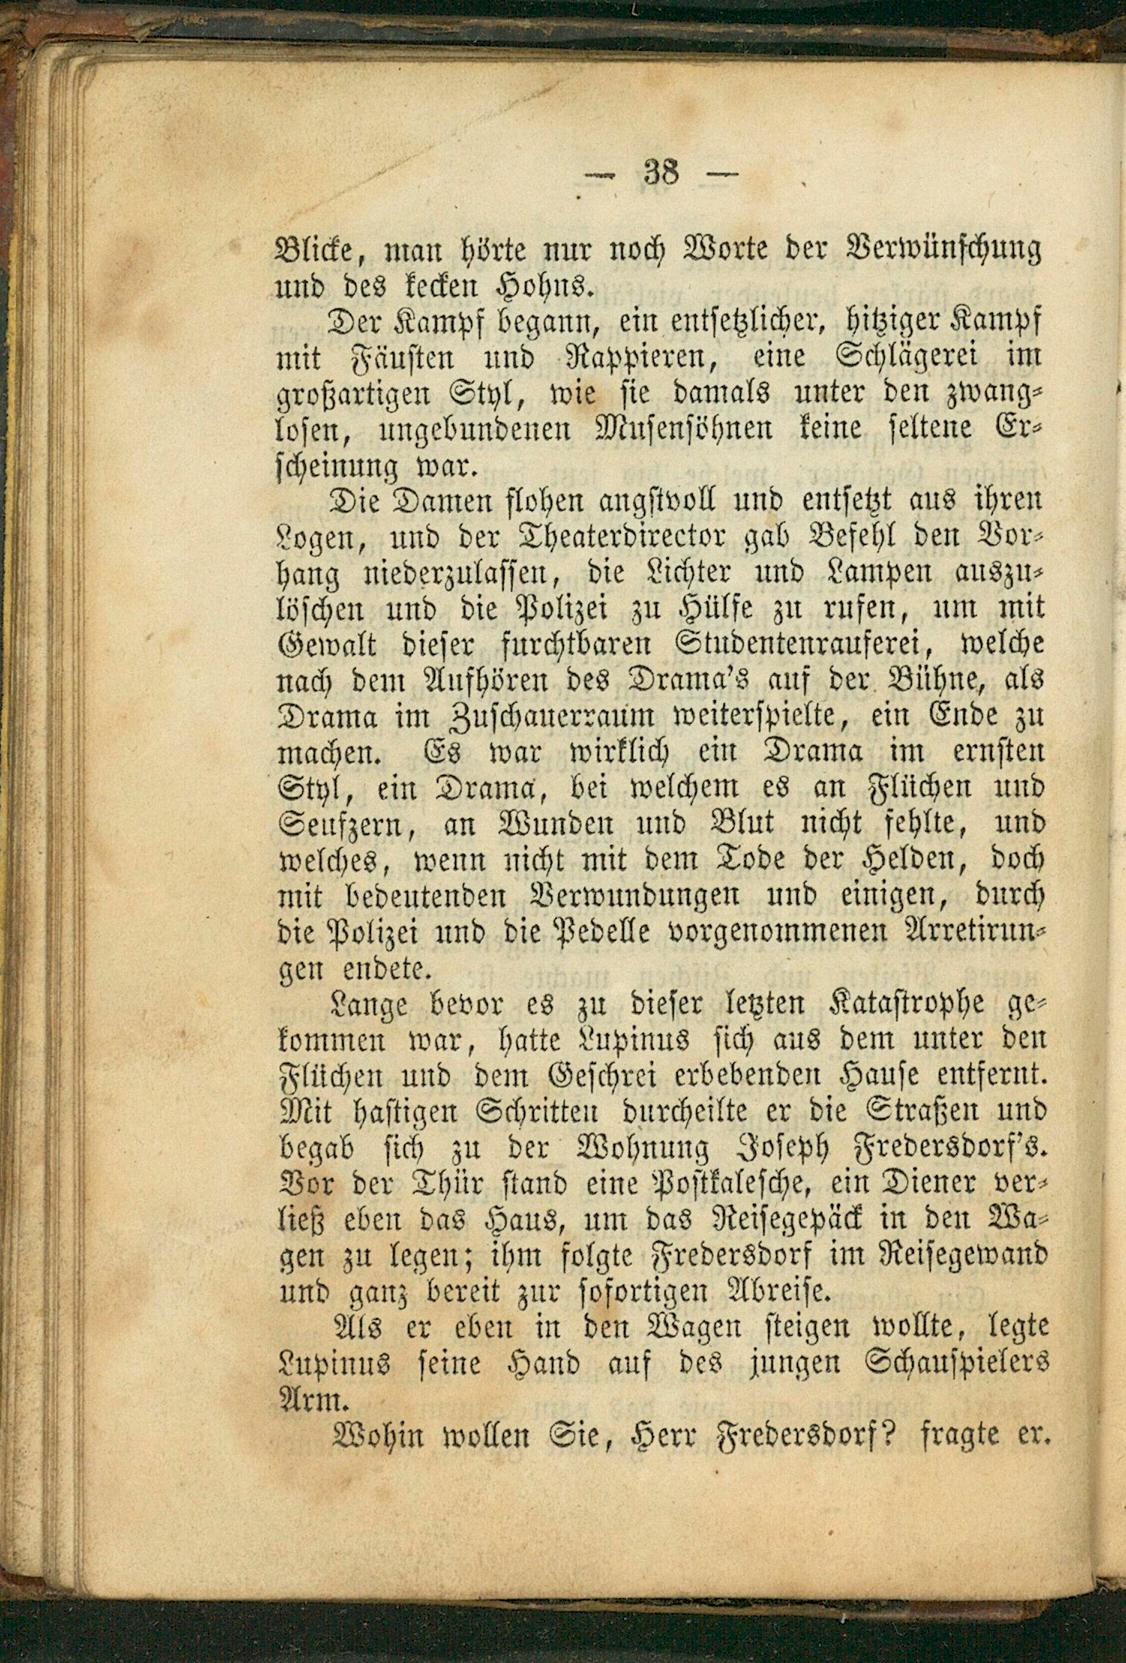 — 38 —
Blicke, man hörte nur noch Worte der Verwünschung
und des kecken Hohns.
Der Kampf begann, ein entsetzlicher, hitziger Kampf
mit Fäusten und Rappieren, eine Schlägerei im
großartigen Styl, wie sie damals unter den zwang-
losen, ungebundenen Musensöhnen keine seltene Er-
scheinung war.
Die Damen flohen angstvoll und entsetzt aus ihren
Logen, und der Theaterdirector gab Befehl den Vor-
hang niederzulassen, die Lichter und Lampen auszu-
löschen und die Polizei zu Hülfe zu rufen, um mit
Gewalt dieser furchtbaren Studentenrauferei, welche
nach dem Aufhören des Drama's auf der Bühne, als
Drama im Zuschauerraum weiterspielte, ein Ende zu
machen. Es war wirklich ein Drama im ernsten
Styl, ein Drama, bei welchem es an Flüchen und
Seufzern, an Wunden und Blut nicht fehlte, und
welches, wenn nicht mit dem Tode der Helden, doch
mit bedeutenden Verwundungen und einigen, durch
die Polizei und die Pedelle vorgenommenen Arretirun-
gen endete.
Lange bevor es zu dieser letzten Katastrophe ge-
kommen war, hatte Lupinus sich aus dem unter den
Flüchen und dem Geschrei erbebenden Hause entfernt.
Mit hastigen Schritten durcheilte er die Straßen und
begab sich zu der Wohnung Joseph Fredersdorf's.
Vor der Thür stand eine Postkalesche, ein Diener ver-
ließ eben das Haus, um das Reisegepäck in den Wa-
gen zu legen; ihm folgte Fredersdorf im Reisegewand
und ganz bereit zur sofortigen Abreise.
Als er eben in den Wagen steigen wollte, legte
Lupinus seine Hand auf des jungen Schauspielers
Arm.
Wohin wollen Sie, Herr Fredersdorf? fragte er.